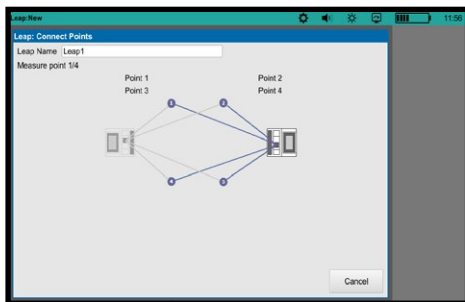 Leap:New
11:56
Leap: Connect Points
Leap Name Leap1
Measure point 1/4
Point 1 Point 2
Point 3 Point 4
1 2
4 3
Cancel